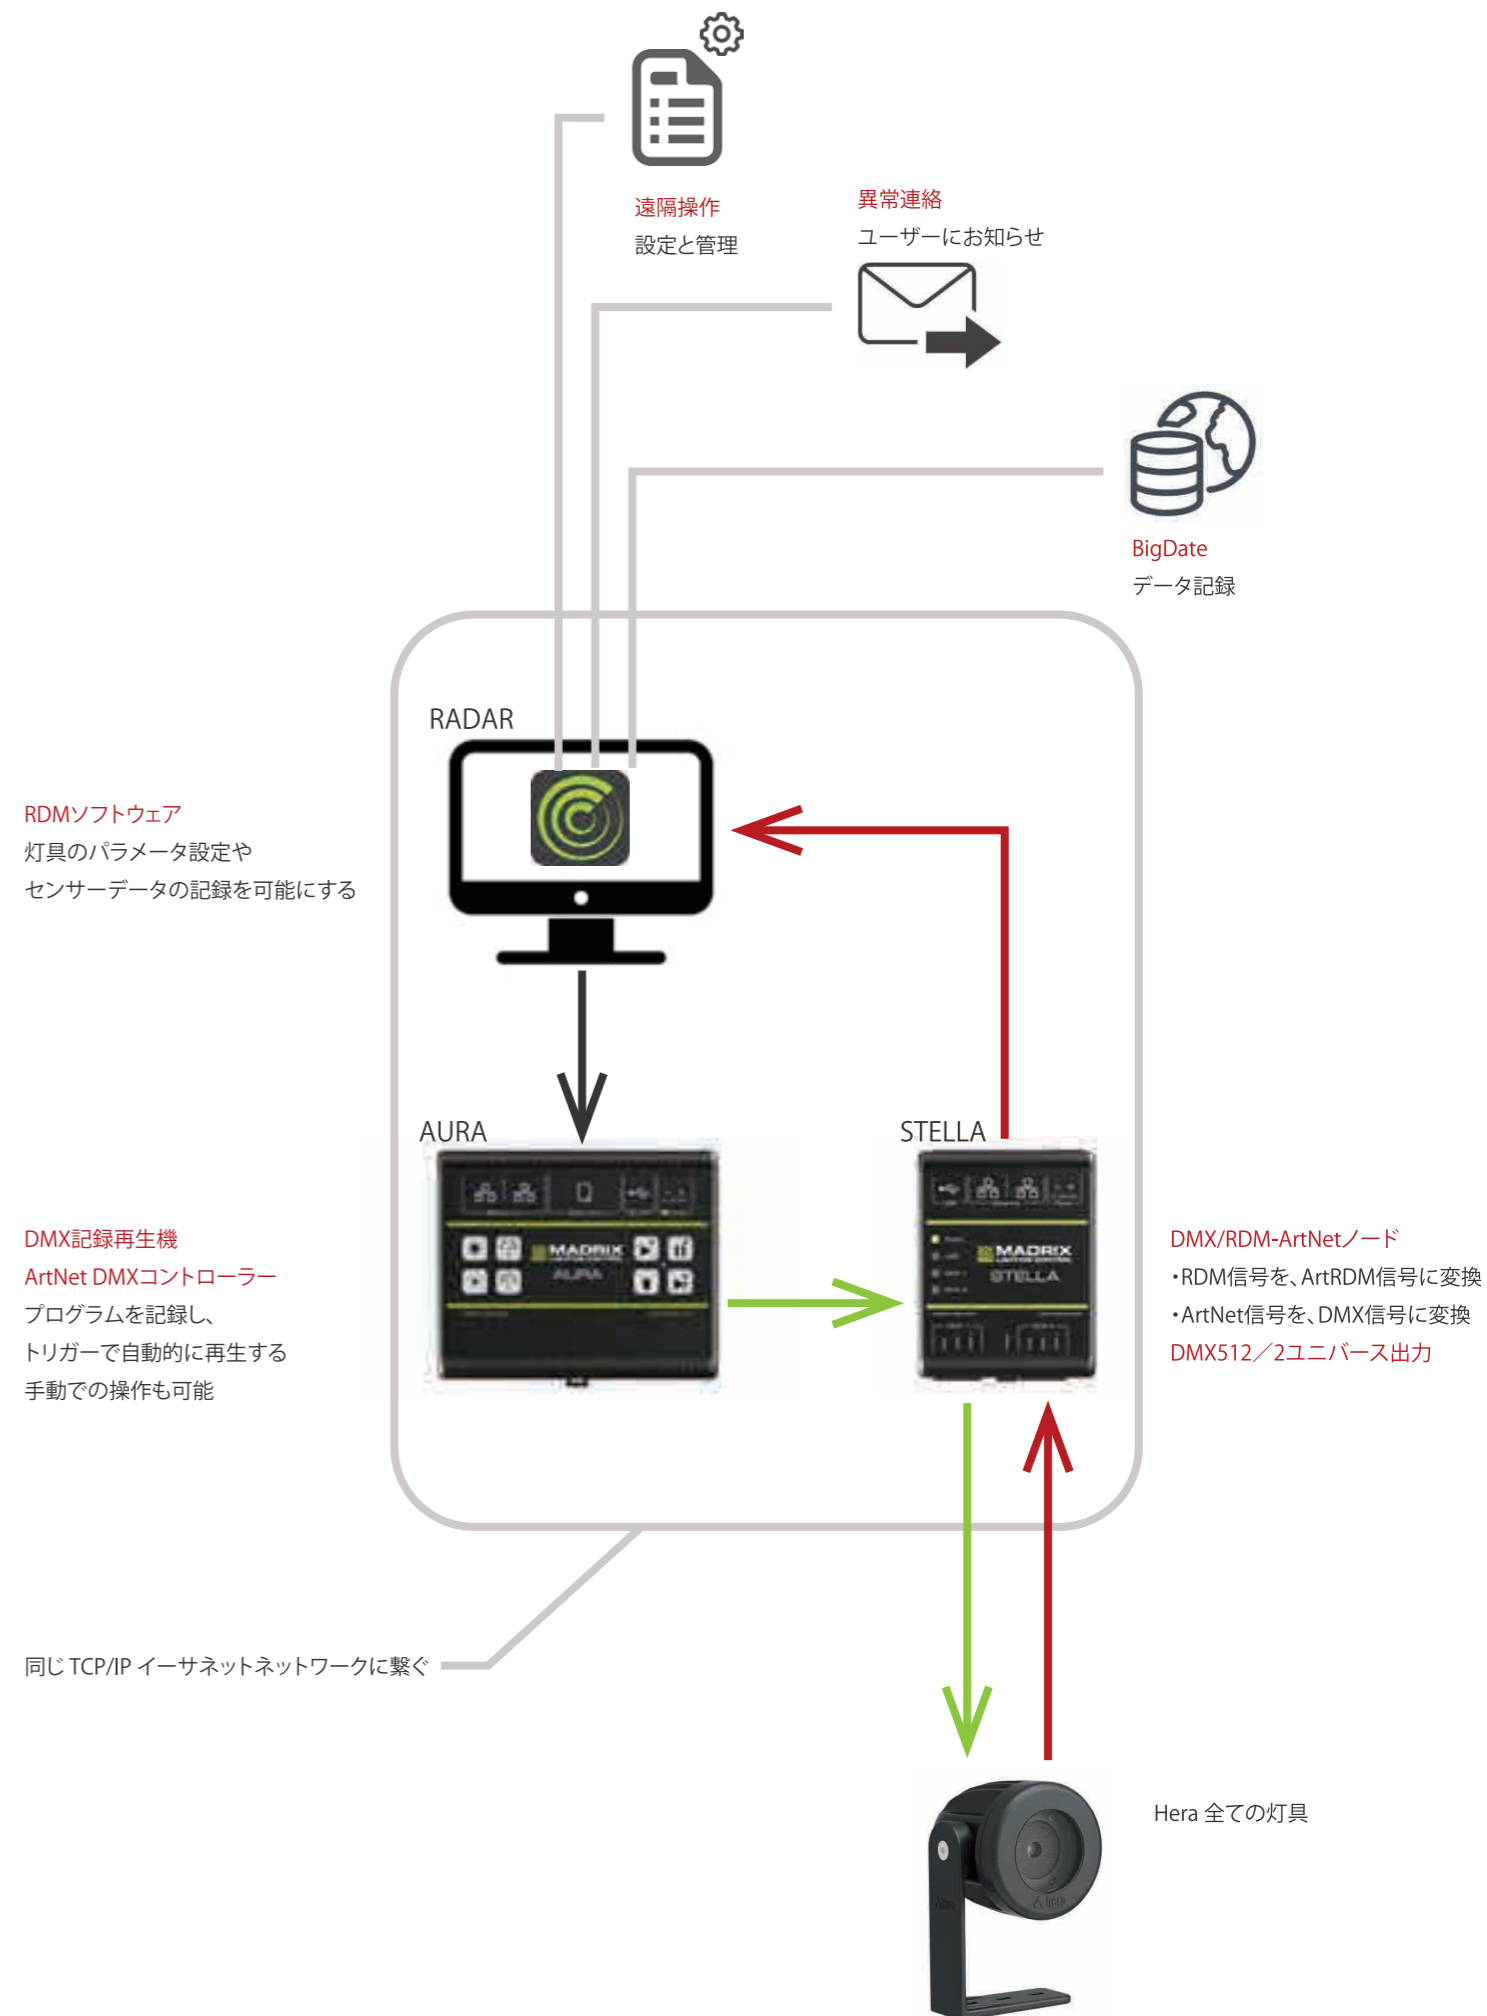 遠隔操作
設定と管理
異常連絡
ユーザーにお知らせ
BigDate
データ記録
RADAR
RDMソフトウェア
灯具のパラメータ設定や
センサーデータの記録を可能にする
AURA
STELLA
MADRIX
AURA
MADRIX
STELLA
DMX記録再生機
ArtNet DMXコントローラー
プログラムを記録し、
トリガーで自動的に再生する
手動での操作も可能
DMX/RDM-ArtNetノード
・RDM信号を、ArtRDM信号に変換
・ArtNet信号を、DMX信号に変換
DMX512／2ユニバース出力
同じ TCP/IP イーサネットネットワークに繋ぐ
Hera 全ての灯具
hera